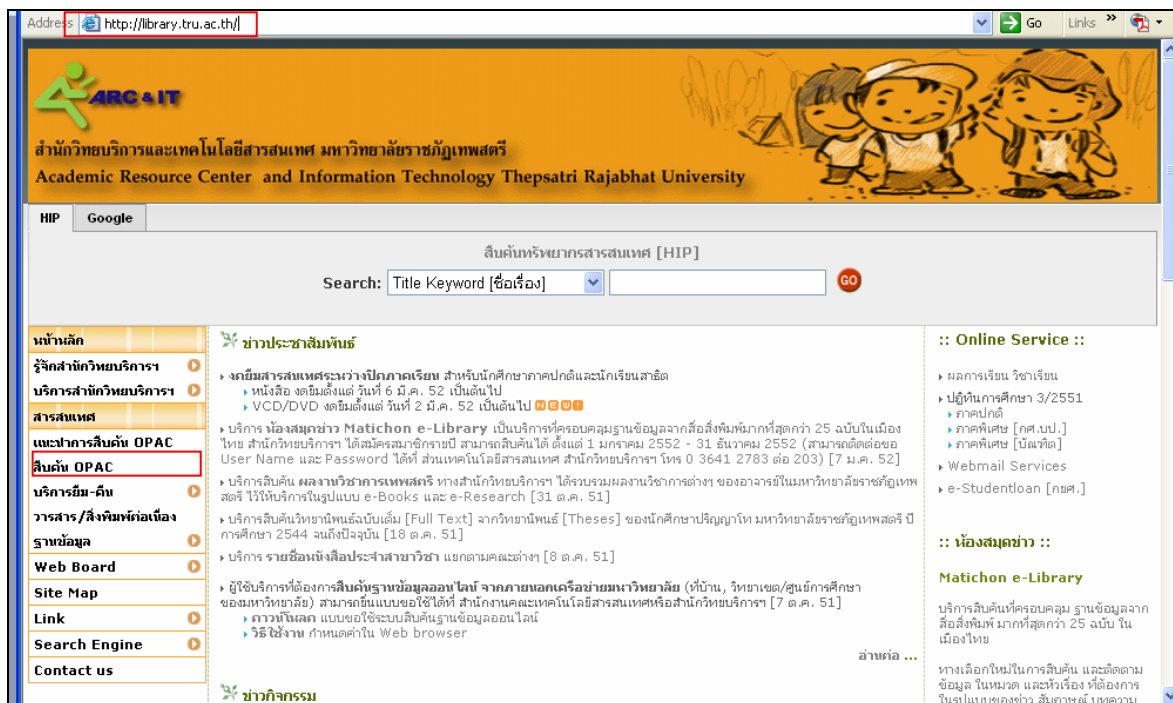 Address http://library.tru.ac.th/ Go Links »
ARC & IT
สำนักวิทยบริการและเทคโนโลยีสารสนเทศ มหาวิทยาลัยราชภัฏเทพสตรี
Academic Resource Center and Information Technology Thepsatri Rajabhat University
HIP Google
สืบค้นทรัพยากรสารสนเทศ [HIP]
Search: Title Keyword [ชื่อเรื่อง] GO
หน้าหลัก
รู้จักสำนักวิทยบริการฯ
บริการสำนักวิทยบริการฯ
สารสนเทศ
แนะนำการสืบค้น OPAC
สืบค้น OPAC
บริการยืม-คืน
วารสาร/สิ่งพิมพ์ต่อเนื่อง
ฐานข้อมูล
Web Board
Site Map
Link
Search Engine
Contact us
ข่าวประชาสัมพันธ์
งดยืมสารสนเทศระหว่างปิดภาคเรียน สำหรับนักศึกษาภาคปกติและนักเรียนสาธิต
หนังสือ งดยืมตั้งแต่ วันที่ 6 มี.ค. 52 เป็นต้นไป
VCD/DVD งดยืมตั้งแต่ วันที่ 2 มี.ค. 52 เป็นต้นไป NEW!
บริการ ห้องสมุดข่าว Matichon e-Library เป็นบริการที่ครอบคลุมฐานข้อมูลจากสื่อสิ่งพิมพ์มากที่สุดกว่า 25 ฉบับในเมือง
ไทย สำนักวิทยบริการฯ ได้สมัครสมาชิกรายปี สามารถสืบค้นได้ ตั้งแต่ 1 มกราคม 2552 - 31 ธันวาคม 2552 (สามารถติดต่อขอ
User Name และ Password ได้ที่ ส่วนเทคโนโลยีสารสนเทศ สำนักวิทยบริการฯ โทร 0 3641 2783 ต่อ 203) [7 ม.ค. 52]
บริการสืบค้น ผลงานวิชาการเทพสตรี ทางสำนักวิทยบริการฯ ได้รวบรวมผลงานวิชาการต่างๆ ของอาจารย์ในมหาวิทยาลัยราชภัฏเทพ
สตรี ไว้ให้บริการในรูปแบบ e-Books และ e-Research [31 ต.ค. 51]
บริการสืบค้นวิทยานิพนธ์ฉบับเต็ม [Full Text] จากวิทยานิพนธ์ [Theses] ของนักศึกษาปริญญาโท มหาวิทยาลัยราชภัฏเทพสตรี ปี
การศึกษา 2544 จนถึงปัจจุบัน [18 ต.ค. 51]
บริการ รายชื่อหนังสือประจำสาขาวิชา แยกตามคณะต่างๆ [8 ต.ค. 51]
ผู้ใช้บริการที่ต้องการสืบค้นฐานข้อมูลออนไลน์ จากภายนอกเครือข่ายมหาวิทยาลัย (ที่บ้าน, วิทยาเขต/ศูนย์การศึกษา
ของมหาวิทยาลัย) สามารถยื่นแบบขอใช้ได้ที่ สำนักงานคณะเทคโนโลยีสารสนเทศหรือสำนักวิทยบริการฯ [7 ต.ค. 51]
ดาวน์โหลด แบบขอใช้ระบบสืบค้นฐานข้อมูลออนไลน์
วิธีใช้งาน กำหนดค่าใน Web browser
อ่านต่อ ...
ข่าวกิจกรรม
:: Online Service ::
ผลการเรียน วิชาเรียน
ปฏิทินการศึกษา 3/2551
ภาคปกติ
ภาคพิเศษ [กศ.บป.]
ภาคพิเศษ [บัณฑิต]
Webmail Services
e-Studentloan [กยศ.]
:: ห้องสมุดข่าว ::
Matichon e-Library
บริการสืบค้นที่ครอบคลุม ฐานข้อมูลจาก
สื่อสิ่งพิมพ์ มากที่สุดกว่า 25 ฉบับ ใน
เมืองไทย
ทางเลือกใหม่ในการสืบค้น และติดตาม
ข้อมูล ในหมวด และหัวเรื่อง ที่ต้องการ
ในรูปแบบของข่าว สัมภาษณ์ บทความ